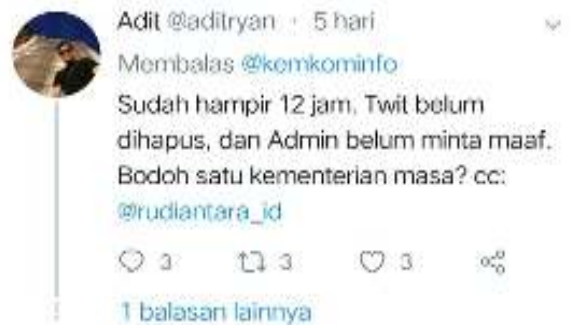 Adit @aditryan · 5 hari
Membalas @kemkominfo
Sudah hampir 12 jam. Twit belum
dihapus, dan Admin belum minta maaf.
Bodoh satu kementerian masa? cc:
@rudiantara_id
3 3 3
1 balasan lainnya